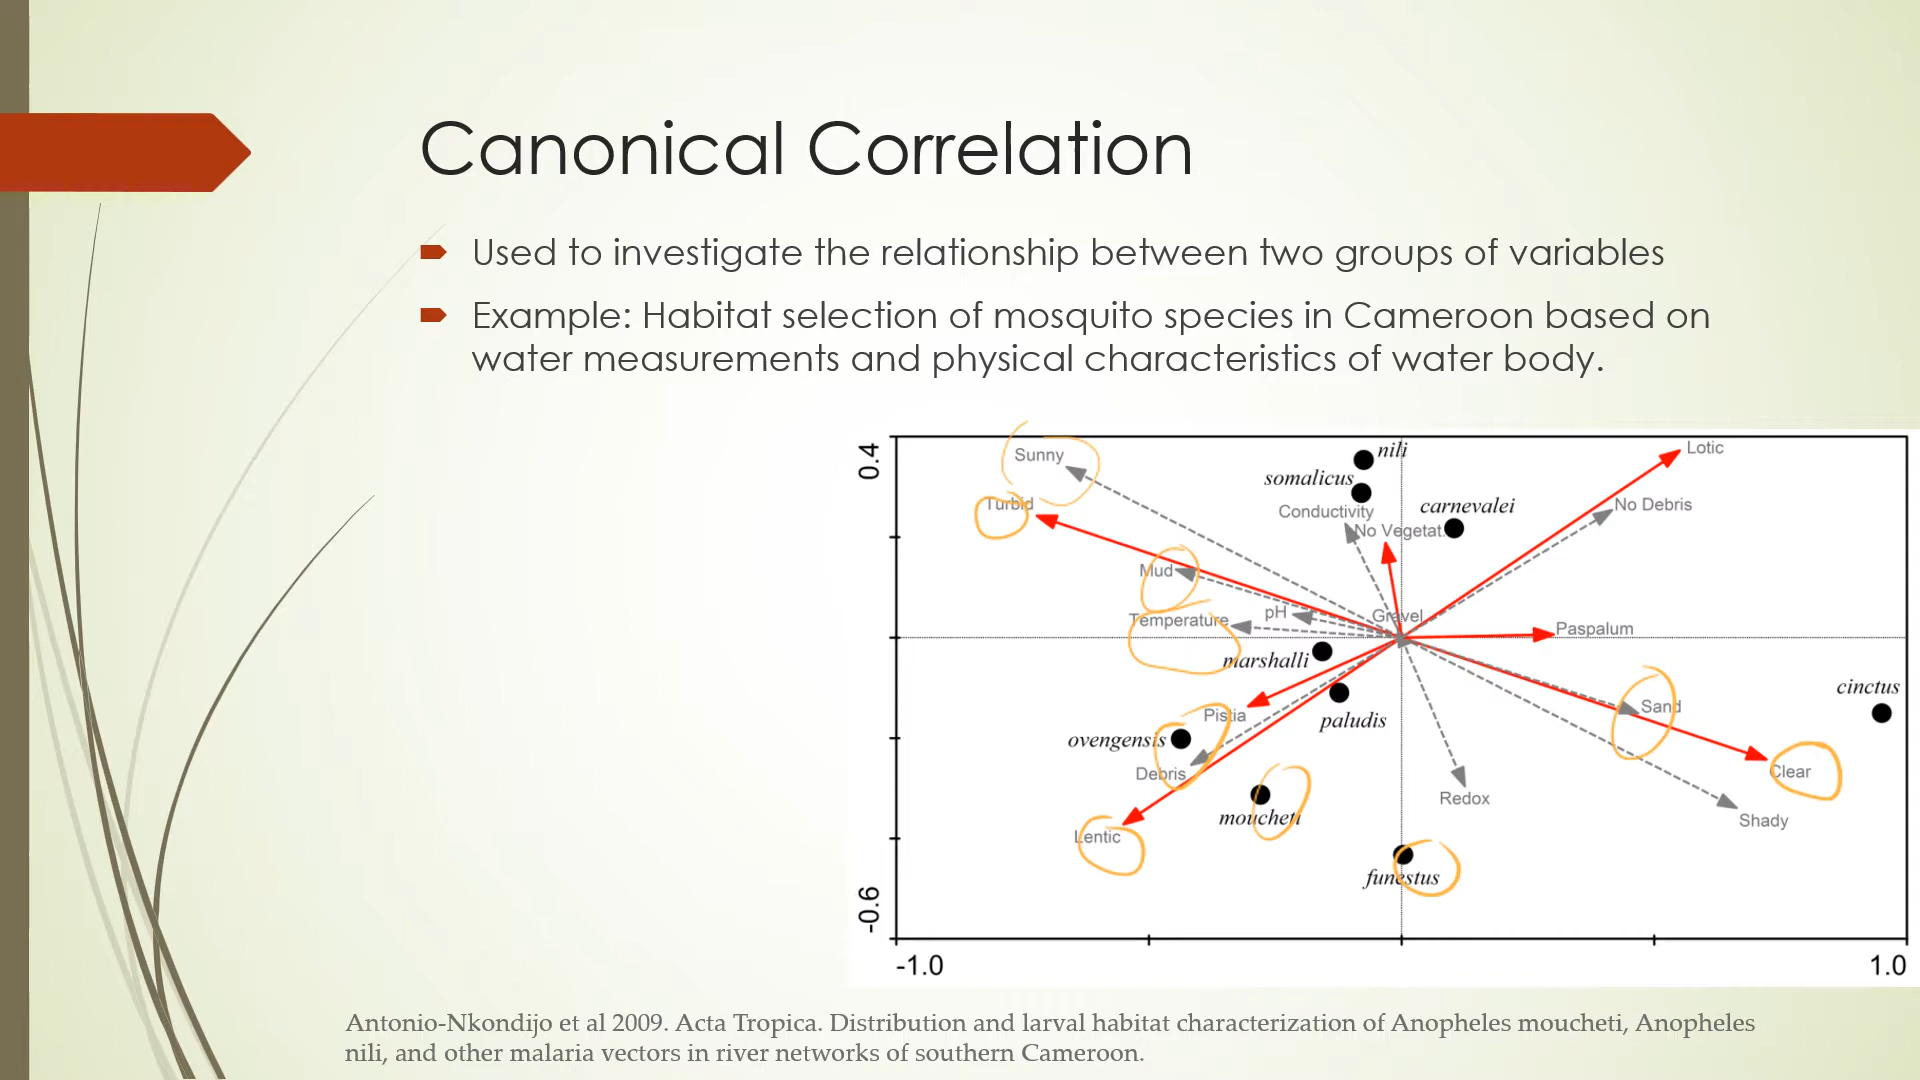 Canonical Correlation
Used to investigate the relationship between two groups of variables
Example: Habitat selection of mosquito species in Cameroon based on
water measurements and physical characteristics of water body.
0.4
Sunny
nili
Lotic
somalicus
Turbid
Conductivity
carnevalei
No Debris
No Vegetat.
Mud
Temperature
pH
Gravel
Paspalum
marshalli
cinctus
Pistia
paludis
Sand
ovengensis
Debris
Clear
Redox
moucheti
Shady
Lentic
funestus
-0.6
-1.0
1.0
Antonio-Nkondijo et al 2009. Acta Tropica. Distribution and larval habitat characterization of Anopheles moucheti, Anopheles
nili, and other malaria vectors in river networks of southern Cameroon.